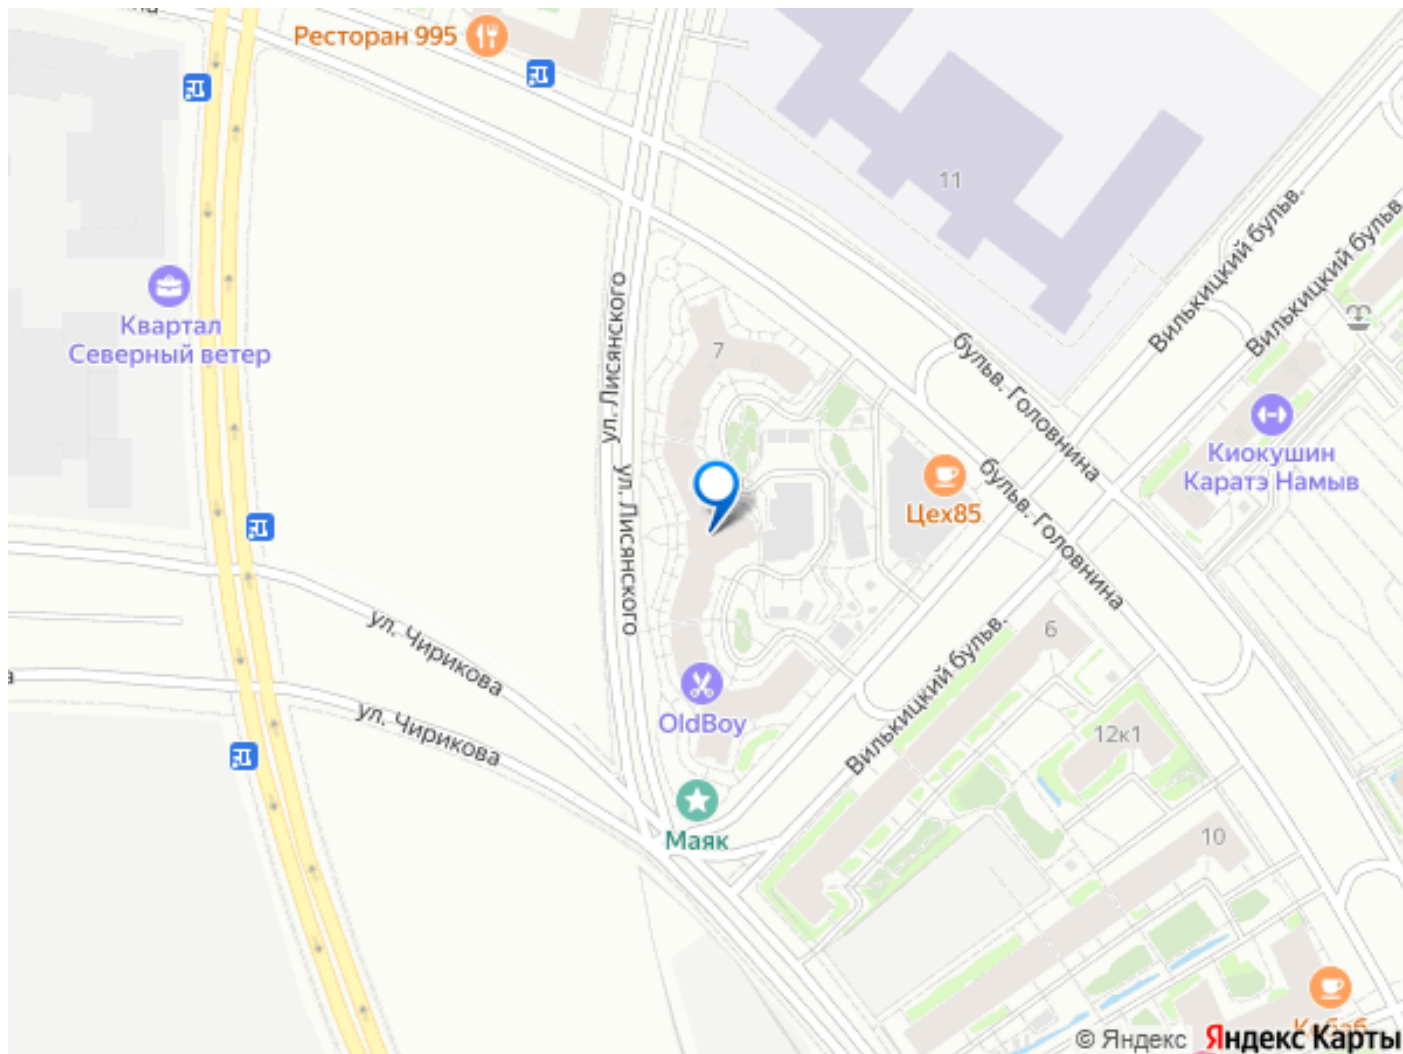 Ресторан 995
11
Вилькицкий бульв.
Вилькицкий бульв.
Квартал
Северный ветер
ул. Лисянского
7
бульв. Головнина
Киокушин
Каратэ Намыв
ул. Лисянского
Цех85
бульв. Головнина
ул. Чирикова
6
Вилькицкий бульв.
OldBoy
ул. Чирикова
12к1
Маяк
10
© Яндекс Яндекс Карты